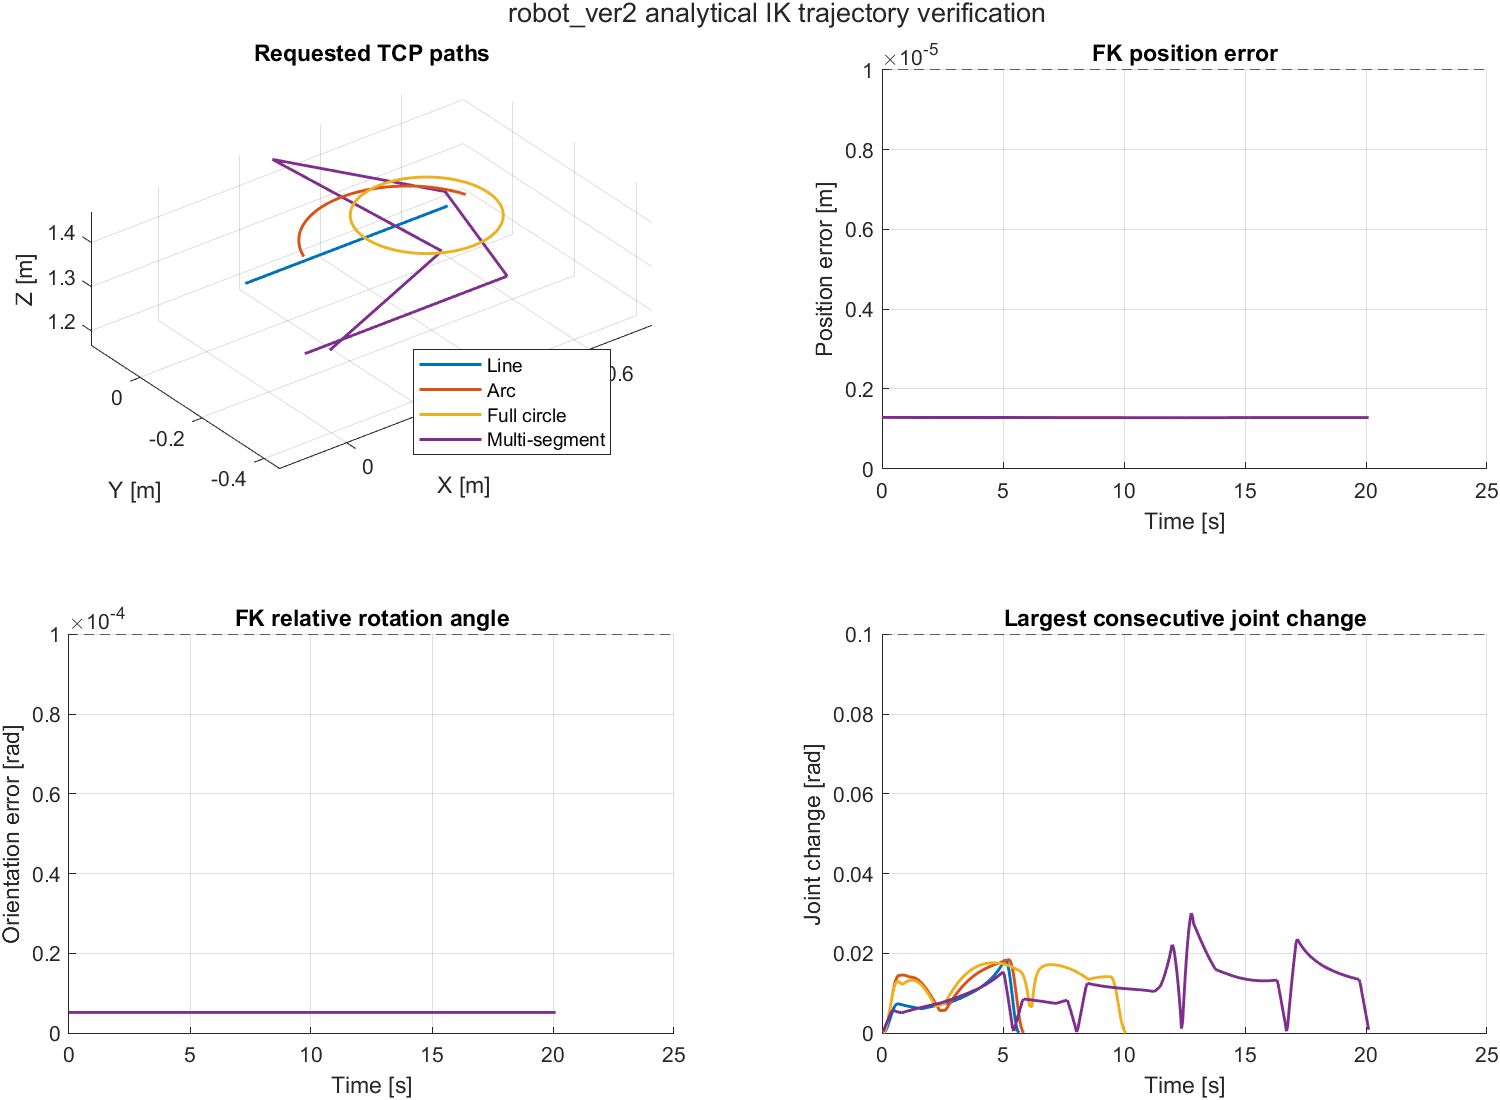 robot_ver2 analytical IK trajectory verification
Requested TCP paths
1.4
1.3
1.2
Z [m]
0
-0.2
-0.4
Y [m]
0
0.6
X [m]
Line
Arc
Full circle
Multi-segment
FK position error
×10^-5
1
0.8
0.6
0.4
0.2
0
Position error [m]
0 5 10 15 20 25
Time [s]
FK relative rotation angle
×10^-4
1
0.8
0.6
0.4
0.2
0
Orientation error [rad]
0 5 10 15 20 25
Time [s]
Largest consecutive joint change
0.1
0.08
0.06
0.04
0.02
0
Joint change [rad]
0 5 10 15 20 25
Time [s]